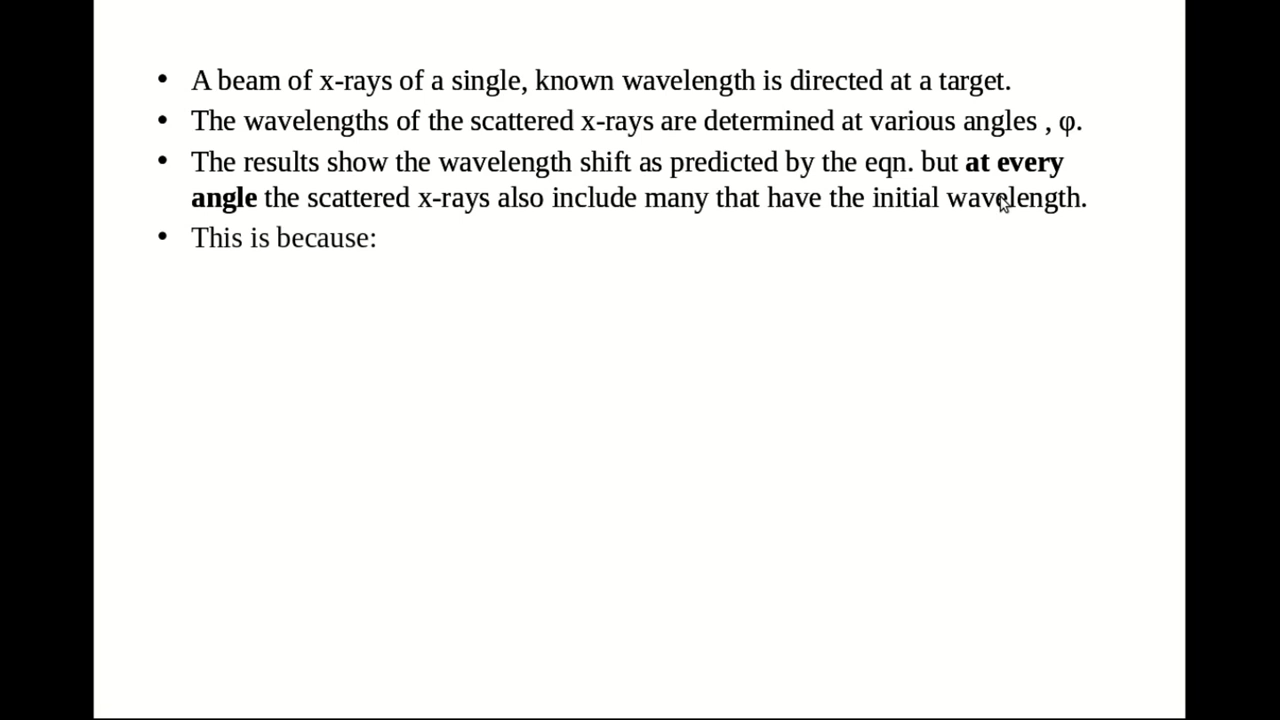 • A beam of x-rays of a single, known wavelength is directed at a target.
• The wavelengths of the scattered x-rays are determined at various angles , φ.
• The results show the wavelength shift as predicted by the eqn. but at every
angle the scattered x-rays also include many that have the initial wavelength.
• This is because: